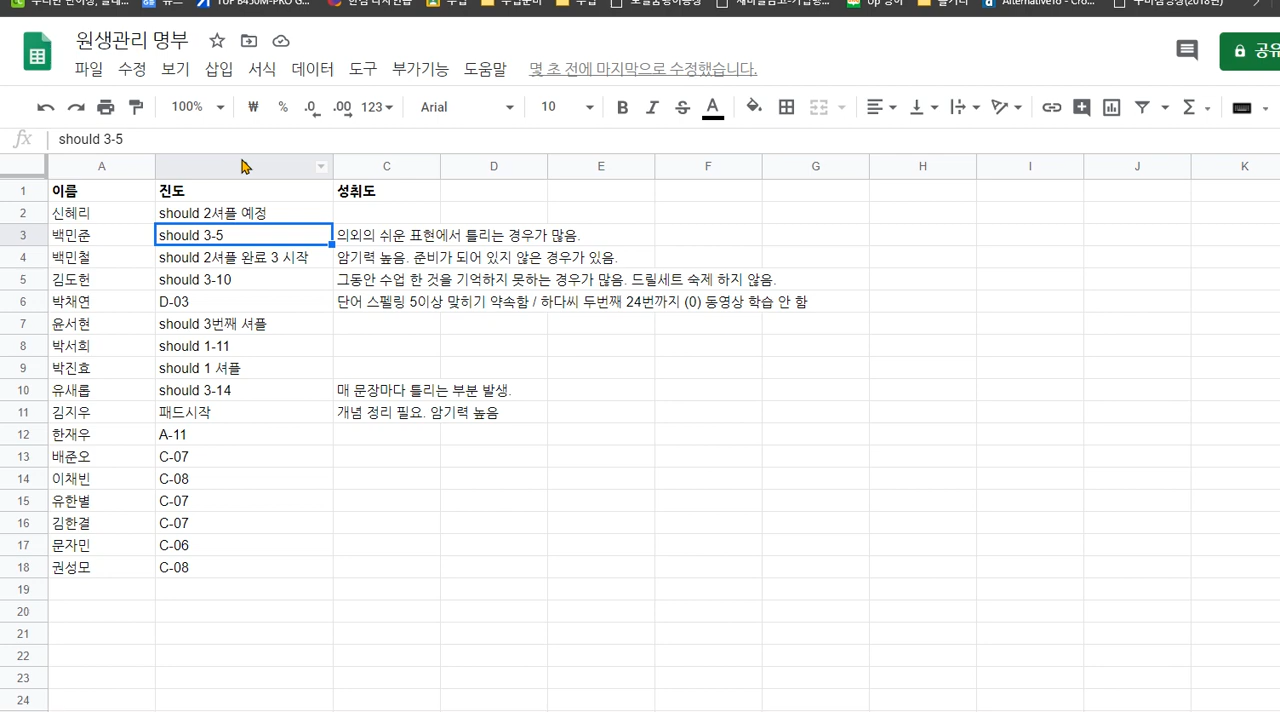 원생관리 명부
파일 수정 보기 삽입 서식 데이터 도구 부가기능 도움말 몇 초 전에 마지막으로 수정했습니다.
공유
100% ₩ % .0 .00 123 Arial 10 B I S A Σ
fx should 3-5
A C D E F G H I J K
1 이름 진도 성취도
2 신혜리 should 2셔플 예정
3 백민준 should 3-5 의외의 쉬운 표현에서 틀리는 경우가 많음.
4 백민철 should 2셔플 완료 3 시작 암기력 높음. 준비가 되어 있지 않은 경우가 있음.
5 김도헌 should 3-10 그동안 수업 한 것을 기억하지 못하는 경우가 많음. 드릴세트 숙제 하지 않음.
6 박채연 D-03 단어 스펠링 5이상 맞히기 약속함 / 하다씨 두번째 24번까지 (0) 동영상 학습 안 함
7 윤서현 should 3번째 셔플
8 박서희 should 1-11
9 박진효 should 1 셔플
10 유새롭 should 3-14 매 문장마다 틀리는 부분 발생.
11 김지우 패드시작 개념 정리 필요. 암기력 높음
12 한재우 A-11
13 배준오 C-07
14 이채빈 C-08
15 유한별 C-07
16 김한결 C-07
17 문자민 C-06
18 권성모 C-08
19
20
21
22
23
24